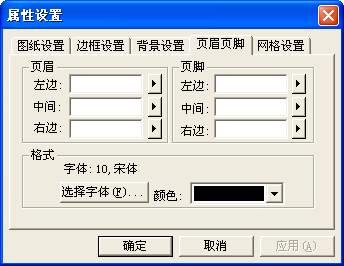 属性设置
图纸设置 边框设置 背景设置 页眉页脚 网格设置
页眉 页脚
左边: 左边:
中间: 中间:
右边: 右边:
格式
字体: 10, 宋体
选择字体(F)... 颜色:
确定 取消 应用(A)